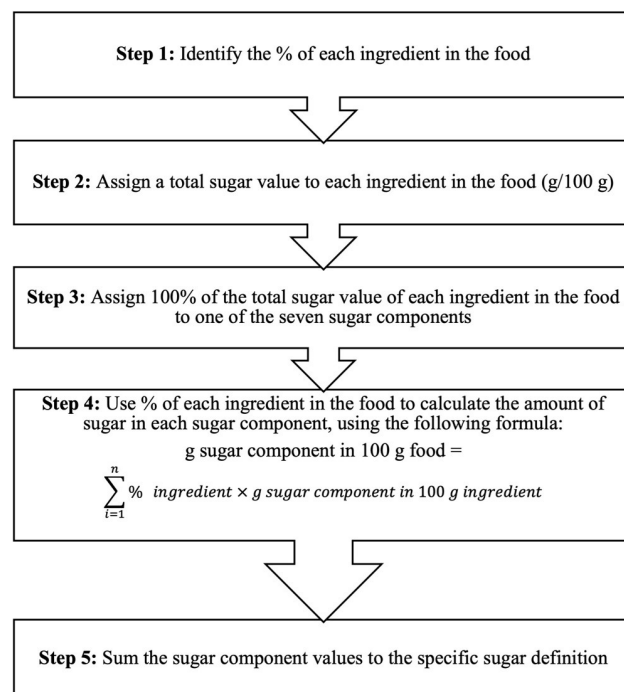 Step 1: Identify the % of each ingredient in the food
Step 2: Assign a total sugar value to each ingredient in the food (g/100 g)
Step 3: Assign 100% of the total sugar value of each ingredient in the food
to one of the seven sugar components
Step 4: Use % of each ingredient in the food to calculate the amount of
sugar in each sugar component, using the following formula:
g sugar component in 100 g food =
n
∑ % ingredient × g sugar component in 100 g ingredient
i=1
Step 5: Sum the sugar component values to the specific sugar definition